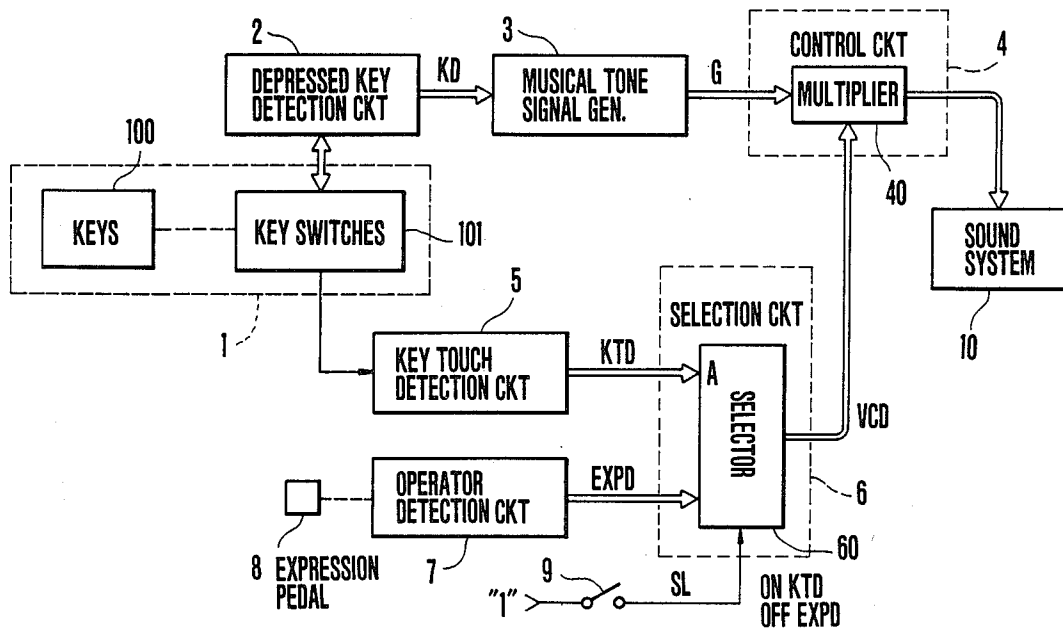 2
DEPRESSED KEY
DETECTION CKT
KD
3
MUSICAL TONE
SIGNAL GEN.
G
CONTROL CKT
4
MULTIPLIER
40
100
KEYS
KEY SWITCHES
101
1
SOUND
SYSTEM
10
5
KEY TOUCH
DETECTION CKT
KTD
SELECTION CKT
A
SELECTOR
VCD
6
60
OPERATOR
DETECTION CKT
EXPD
7
8 EXPRESSION
PEDAL
"1"
9
SL
ON KTD
OFF EXPD